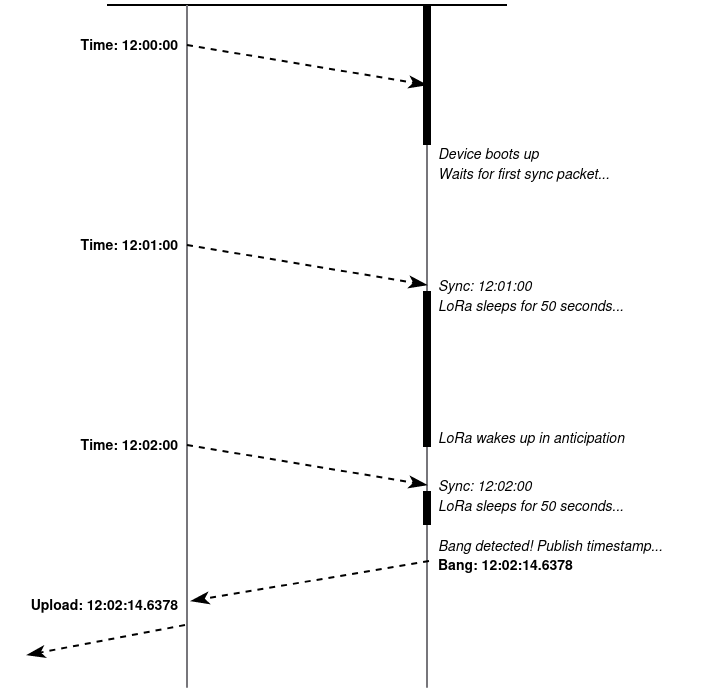 Time: 12:00:00
Device boots up
Waits for first sync packet...
Time: 12:01:00
Sync: 12:01:00
LoRa sleeps for 50 seconds...
LoRa wakes up in anticipation
Time: 12:02:00
Sync: 12:02:00
LoRa sleeps for 50 seconds...
Bang detected! Publish timestamp...
Bang: 12:02:14.6378
Upload: 12:02:14.6378